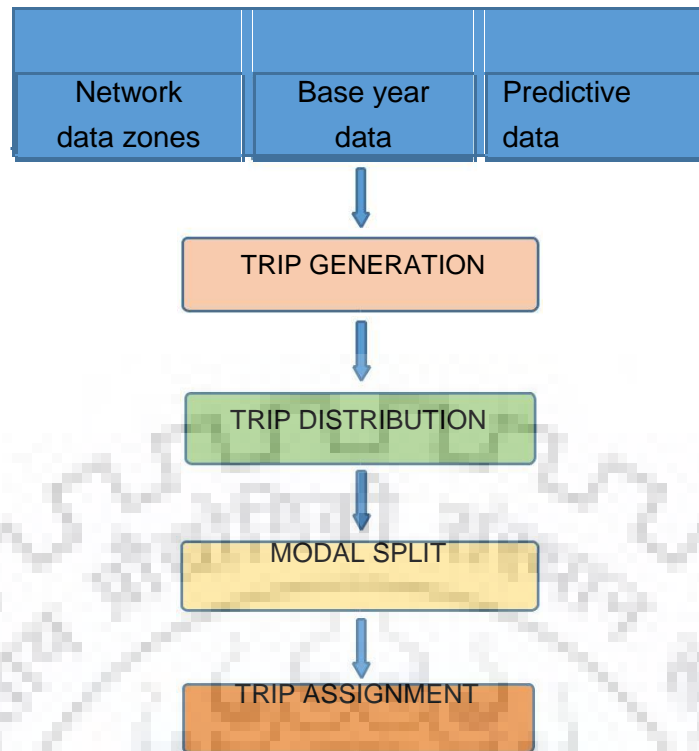 Network
data zones
Base year
data
Predictive
data
TRIP GENERATION
TRIP DISTRIBUTION
MODAL SPLIT
TRIP ASSIGNMENT